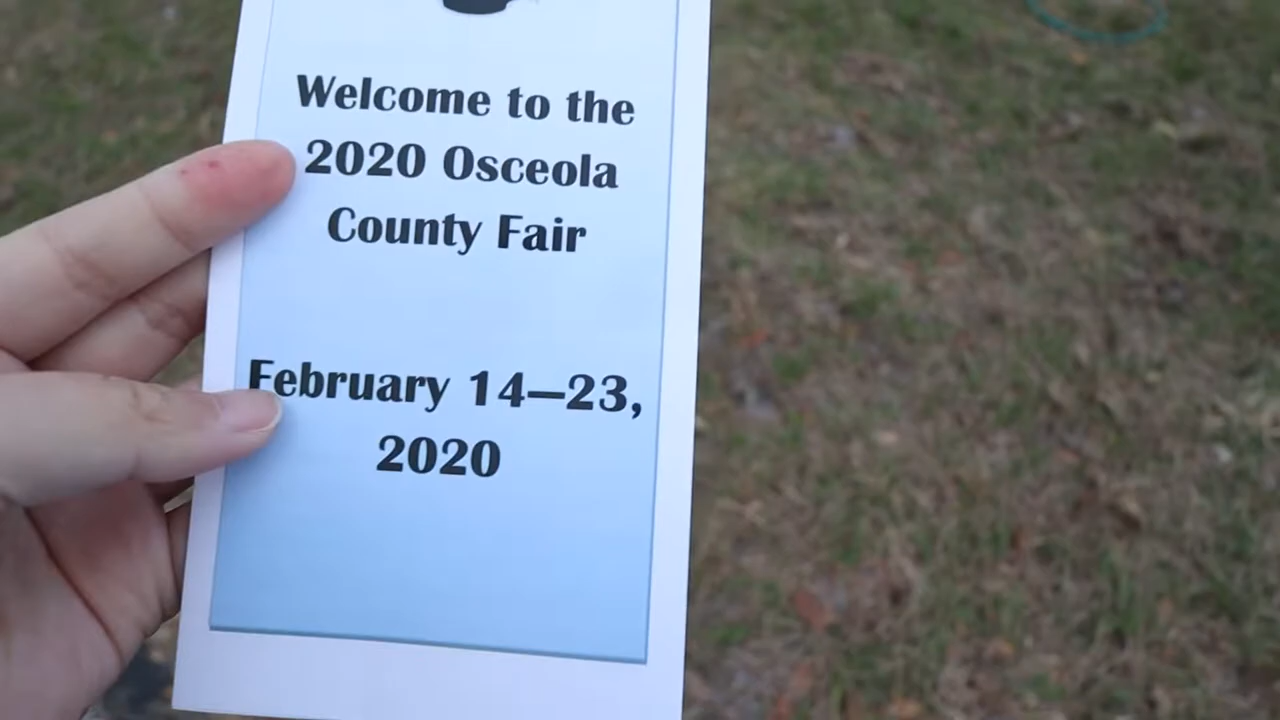 Welcome to the
2020 Osceola
County Fair
February 14—23,
2020